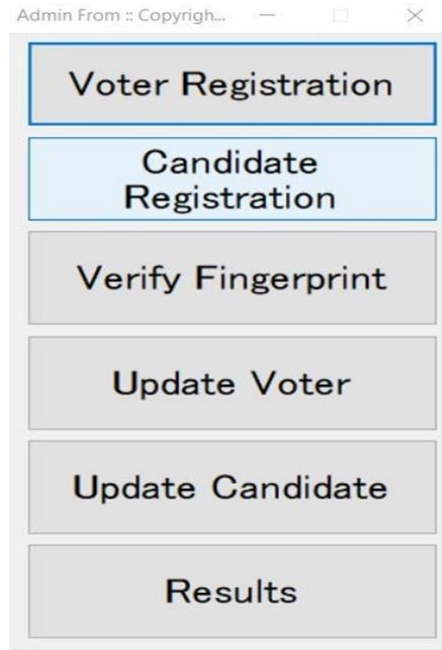 Admin From :: Copyrigh...
Voter Registration
Candidate
Registration
Verify Fingerprint
Update Voter
Update Candidate
Results